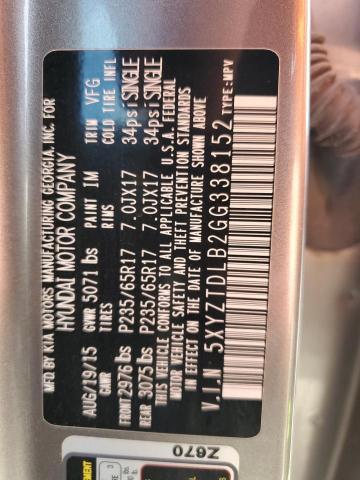 MFD BY KIA MOTORS MANUFACTURING GEORGIA, INC. FOR
HYUNDAI MOTOR COMPANY
AUG/19/15 GVWR 5071 lbs PAINT IM TRIM VFG
GAWR TIRES RIMS COLD TIRE INFL
FRONT 2976 lbs P235/65R17 7.0JX17 34psi SINGLE
REAR 3075 lbs P235/65R17 7.0JX17 34psi SINGLE
THIS VEHICLE CONFORMS TO ALL APPLICABLE U.S.A. FEDERAL
MOTOR VEHICLE SAFETY AND THEFT PREVENTION STANDARDS
IN EFFECT ON THE DATE OF MANUFACTURE SHOWN ABOVE.
V.I.N 5XYZTDLB2GG338152 TYPE:MPV
Z670